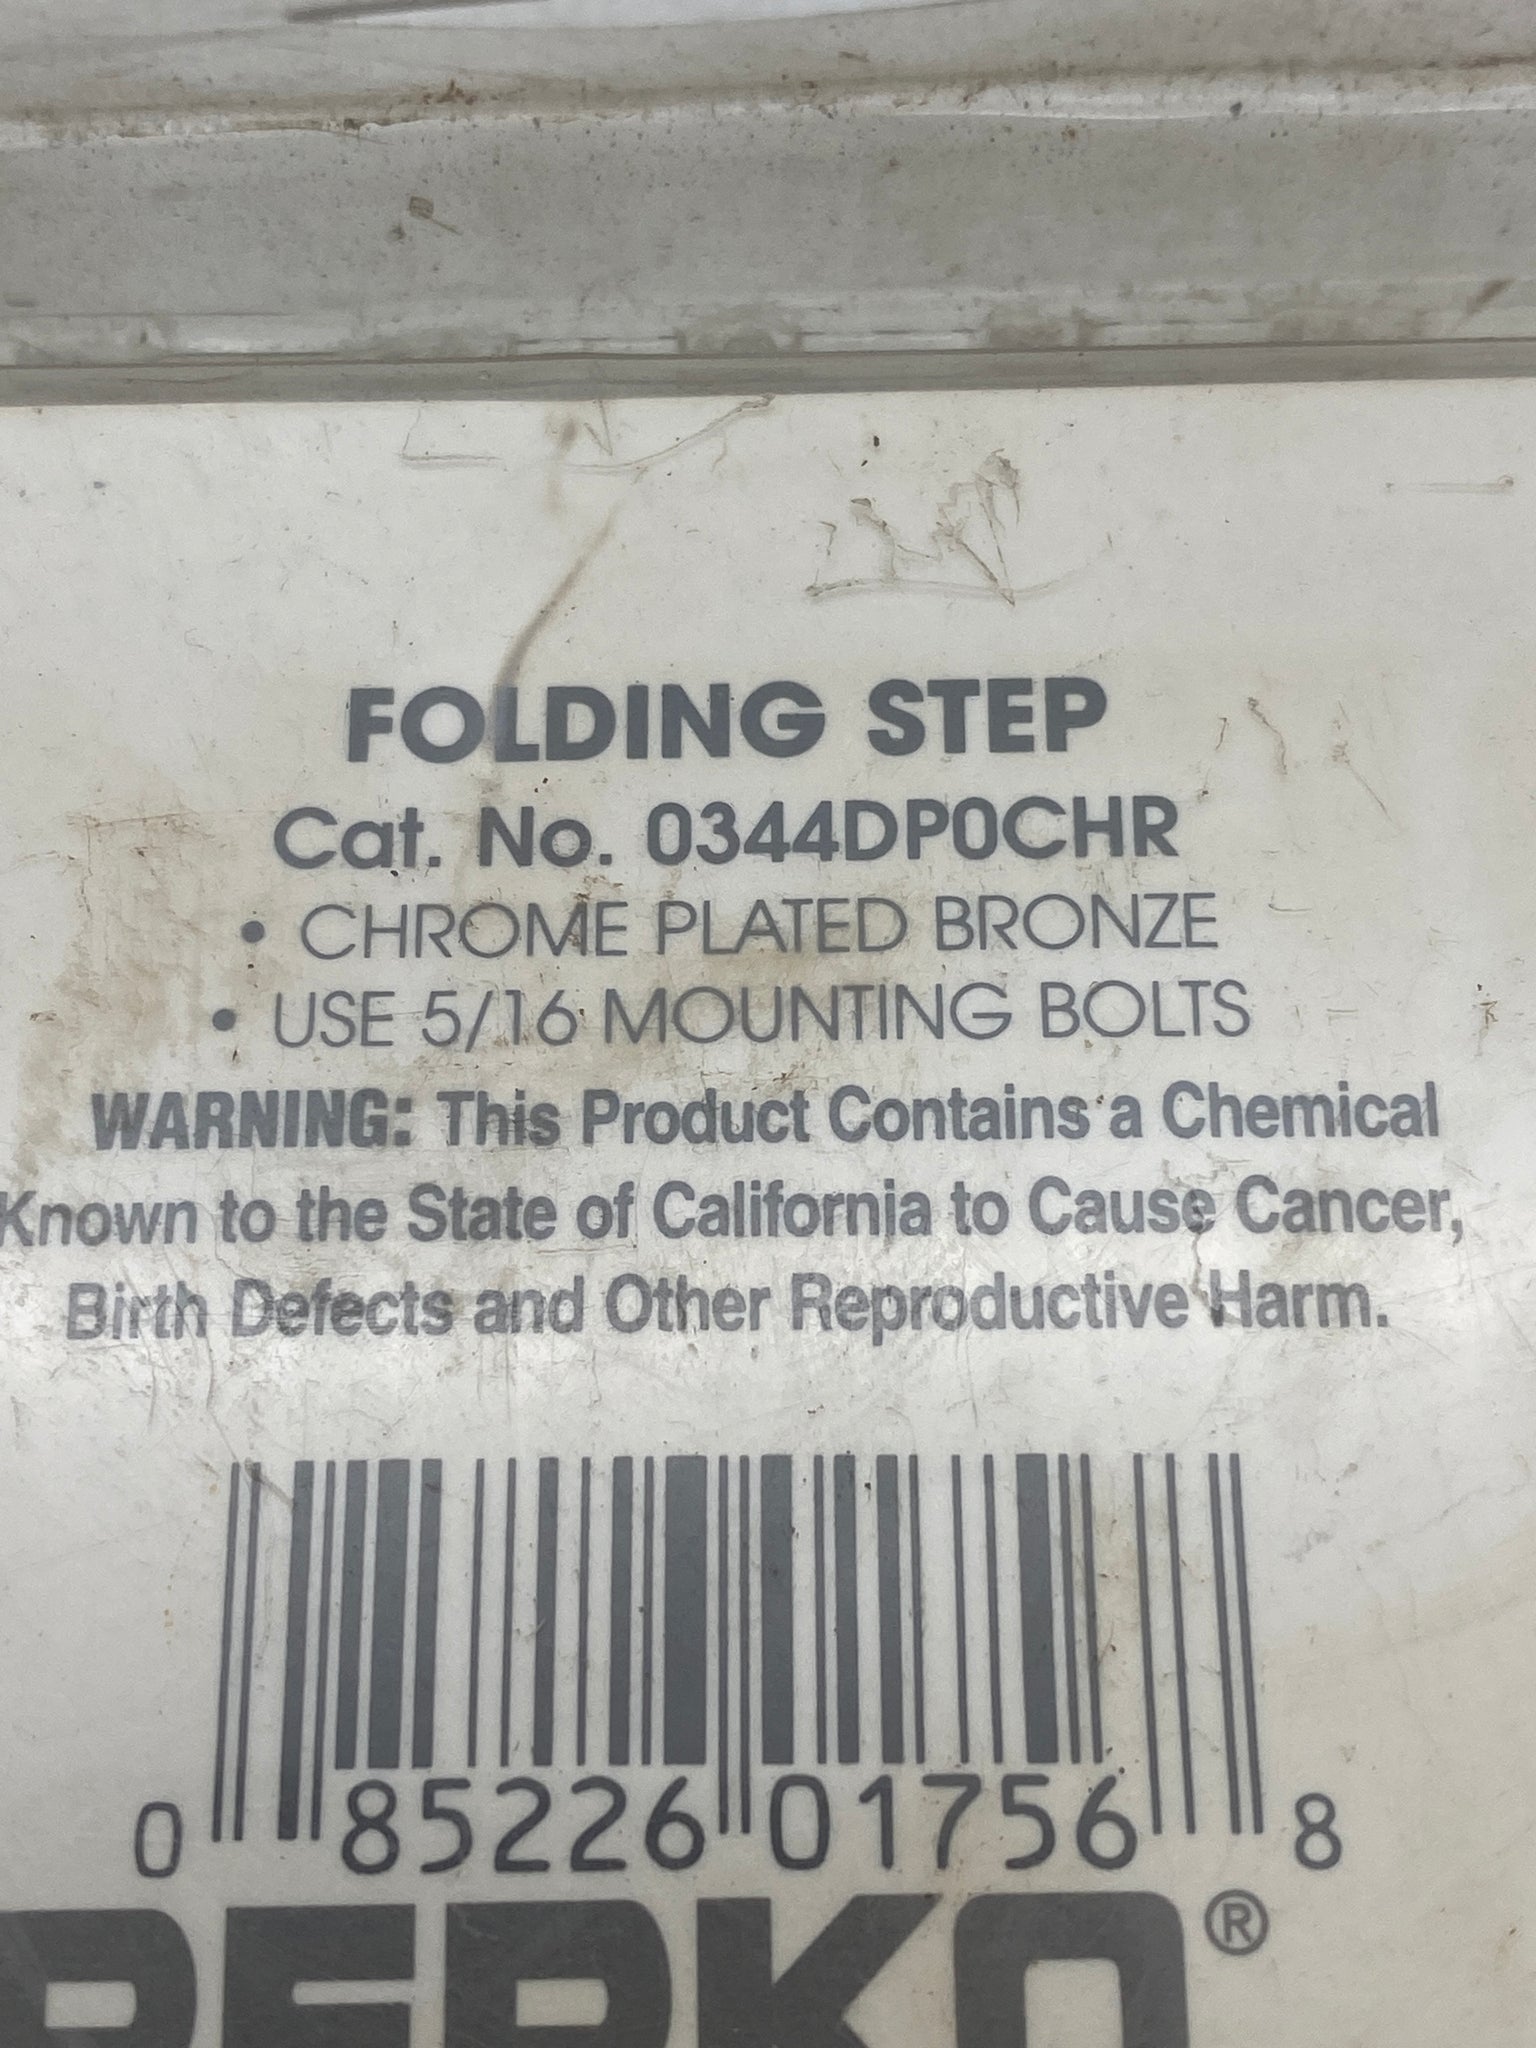 FOLDING STEP
Cat. No. 0344DP0CHR
• CHROME PLATED BRONZE
• USE 5/16 MOUNTING BOLTS
WARNING: This Product Contains a Chemical
Known to the State of California to Cause Cancer,
Birth Defects and Other Reproductive Harm.
0 85226 01756 8
PERKO®